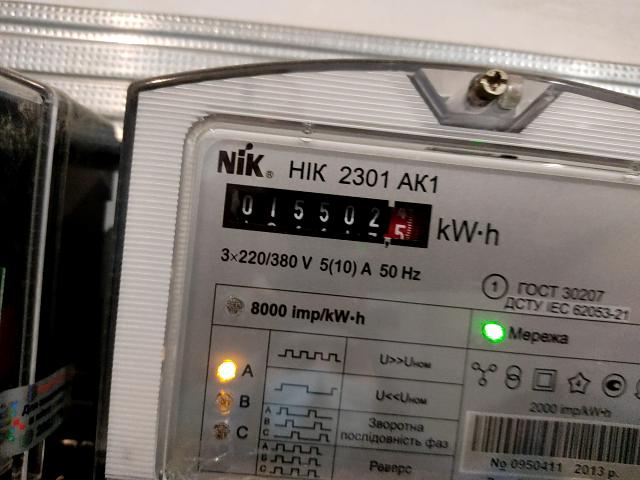 NiK® НІК 2301 АК1
015502 5 kW·h
3×220/380 V 5(10) A 50 Hz
1 ГОСТ 30207
ДСТУ IEC 62053-21
8000 imp/kW·h
Мережа
A U>>Uном
B U<<Uном
C A B C Зворотна
послідовність фаз
A B C Реверс
2000 imp/kW·h
№ 0950411 2013 р.